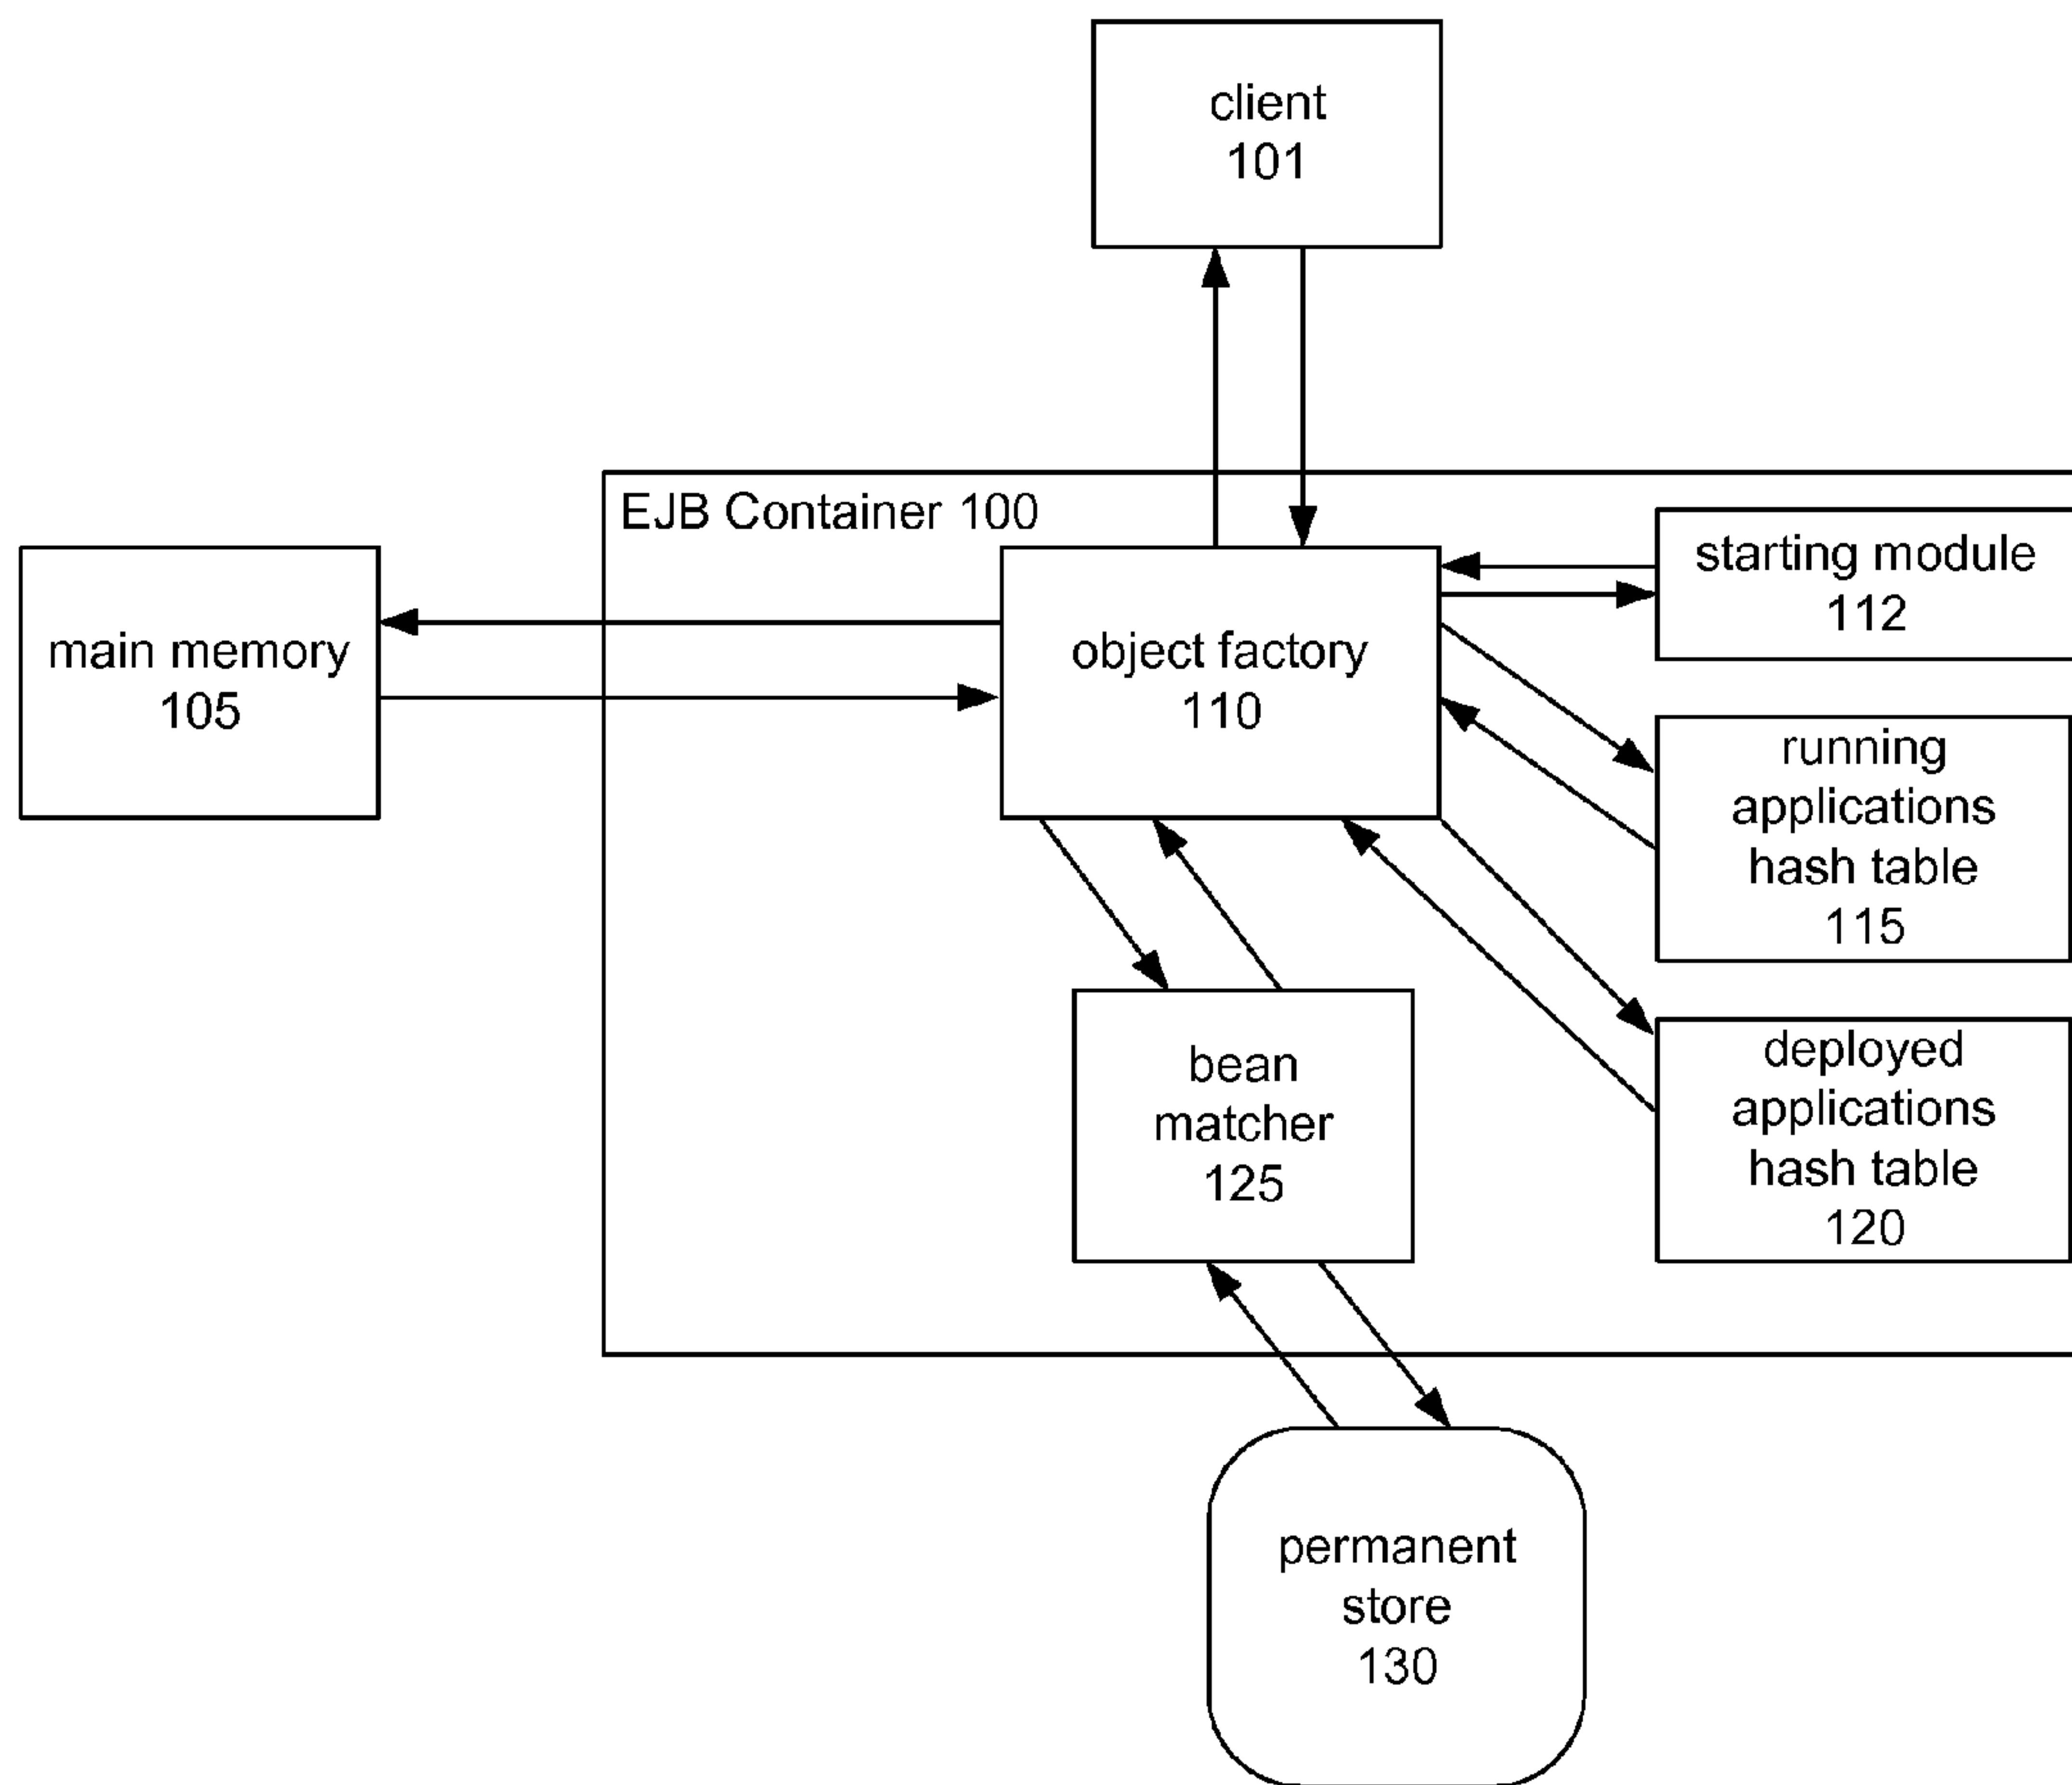 client
101
EJB Container 100
main memory
105
object factory
110
starting module
112
running
applications
hash table
115
bean
matcher
125
deployed
applications
hash table
120
permanent
store
130